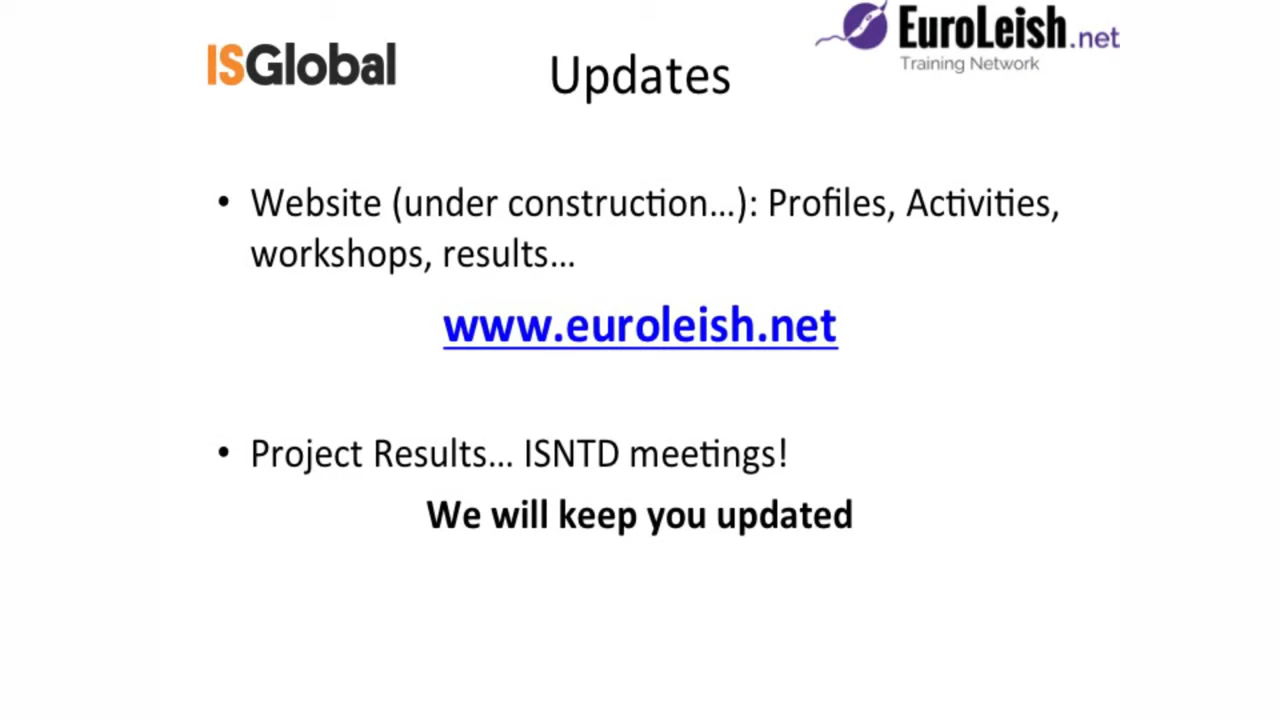 ISGlobal
EuroLeish.net
Training Network
Updates
• Website (under construction...): Profiles, Activities,
workshops, results...
www.euroleish.net
• Project Results... ISNTD meetings!
We will keep you updated